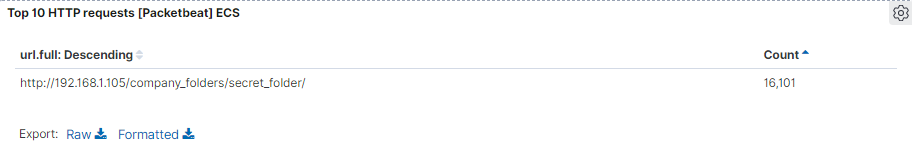 Top 10 HTTP requests [Packetbeat] ECS
url.full: Descending Count
http://192.168.1.105/company_folders/secret_folder/ 16,101
Export: Raw Formatted